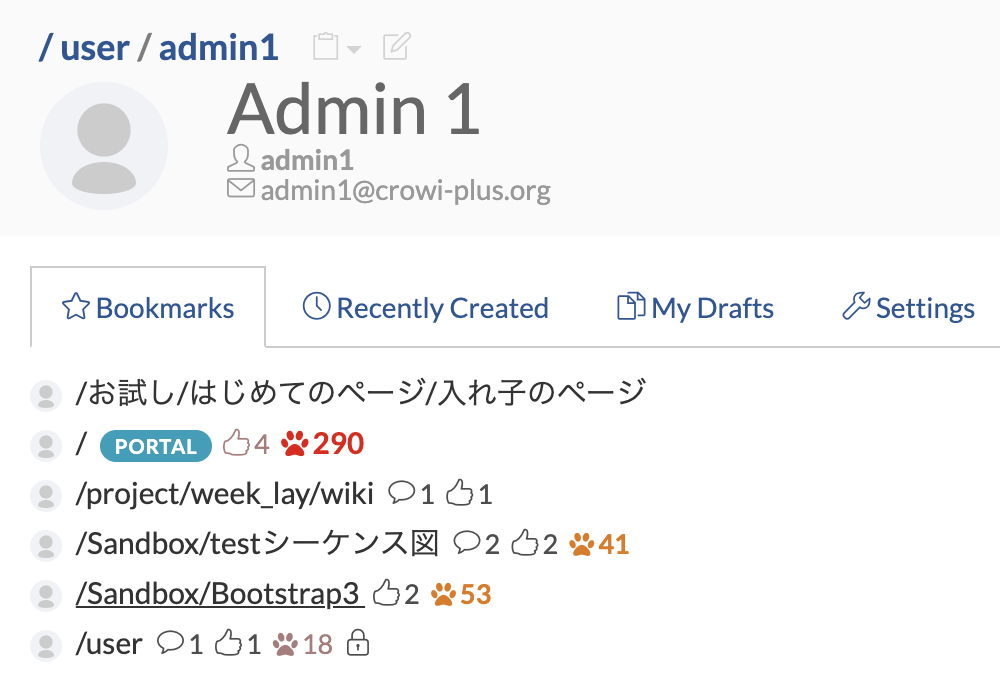 / user / admin1
Admin 1
admin1
admin1@crowi-plus.org
Bookmarks Recently Created My Drafts Settings
/お試し/はじめてのページ/入れ子のページ
/ PORTAL 4 290
/project/week_lay/wiki 1 1
/Sandbox/testシーケンス図 2 2 41
/Sandbox/Bootstrap3 2 53
/user 1 1 18